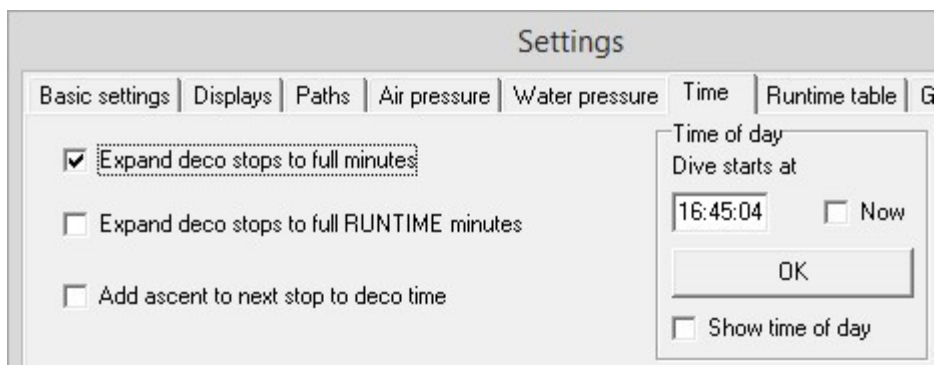 Settings
Basic settings Displays Paths Air pressure Water pressure Time Runtime table G
Expand deco stops to full minutes
Expand deco stops to full RUNTIME minutes
Add ascent to next stop to deco time
Time of day
Dive starts at
16:45:04 Now
OK
Show time of day